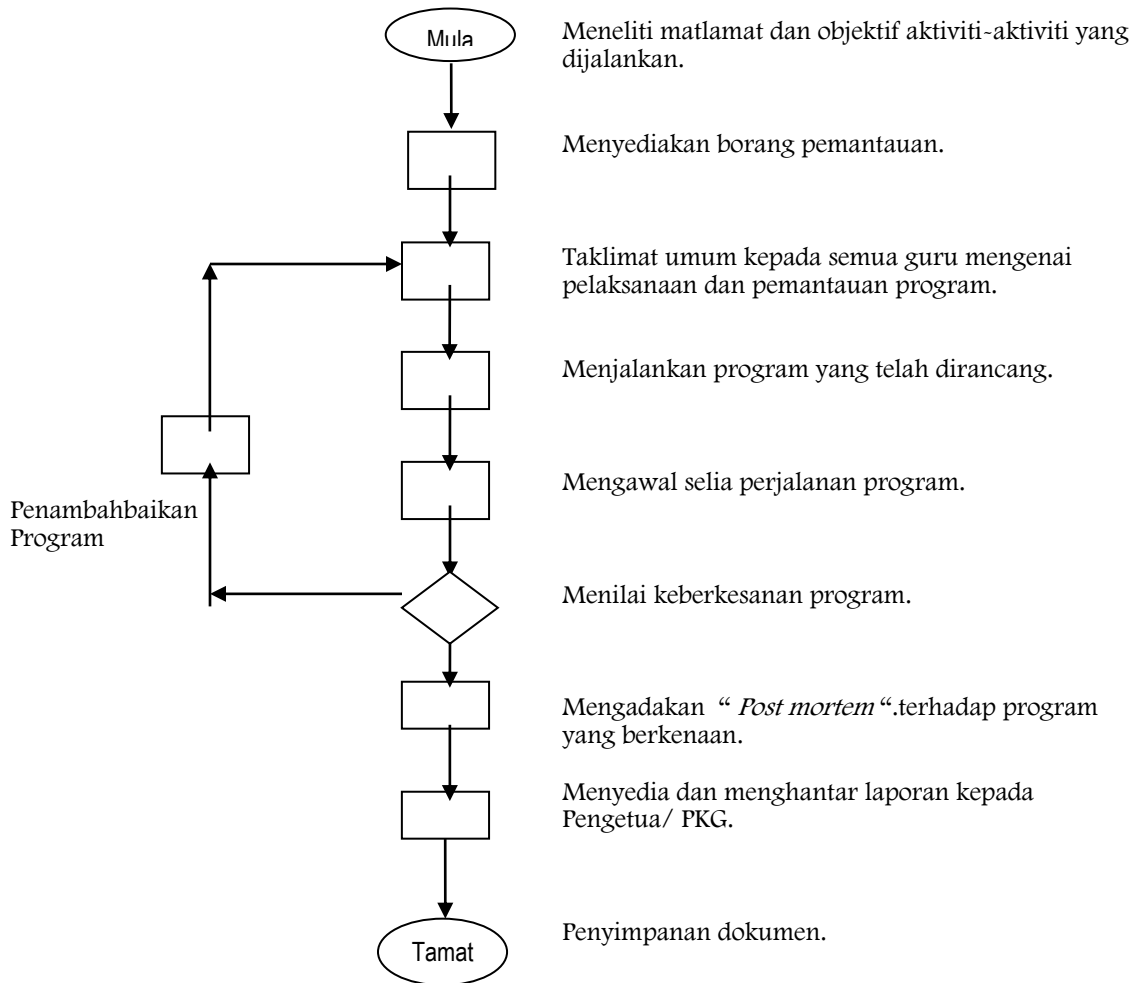 Mula
Meneliti matlamat dan objektif aktiviti-aktiviti yang
dijalankan.
Menyediakan borang pemantauan.
Taklimat umum kepada semua guru mengenai
pelaksanaan dan pemantauan program.
Menjalankan program yang telah dirancang.
Mengawal selia perjalanan program.
Penambahbaikan
Program
Menilai keberkesanan program.
Mengadakan “ Post mortem “.terhadap program
yang berkenaan.
Menyedia dan menghantar laporan kepada
Pengetua/ PKG.
Tamat
Penyimpanan dokumen.